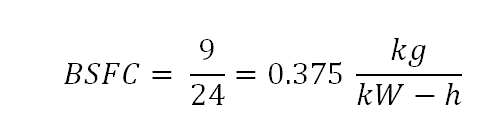 BSFC = 9/24 = 0.375 kg/kW − h